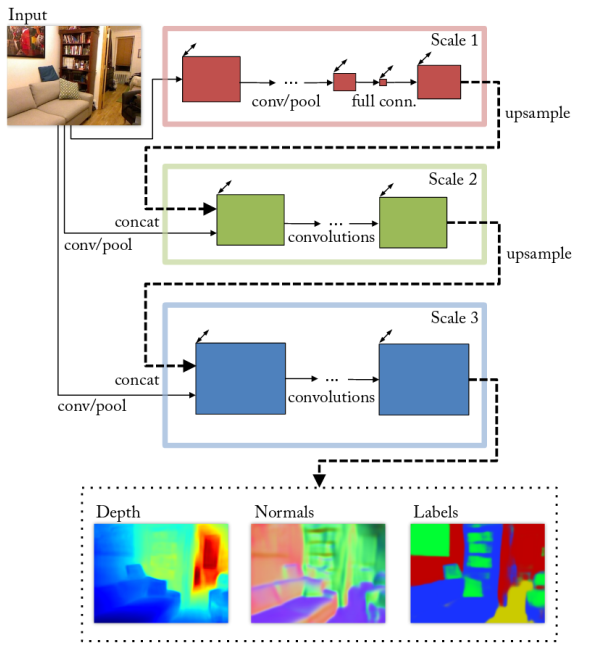 Input
Scale 1
conv/pool
full conn.
upsample
Scale 2
concat
conv/pool
convolutions
upsample
Scale 3
concat
conv/pool
convolutions
Depth
Normals
Labels